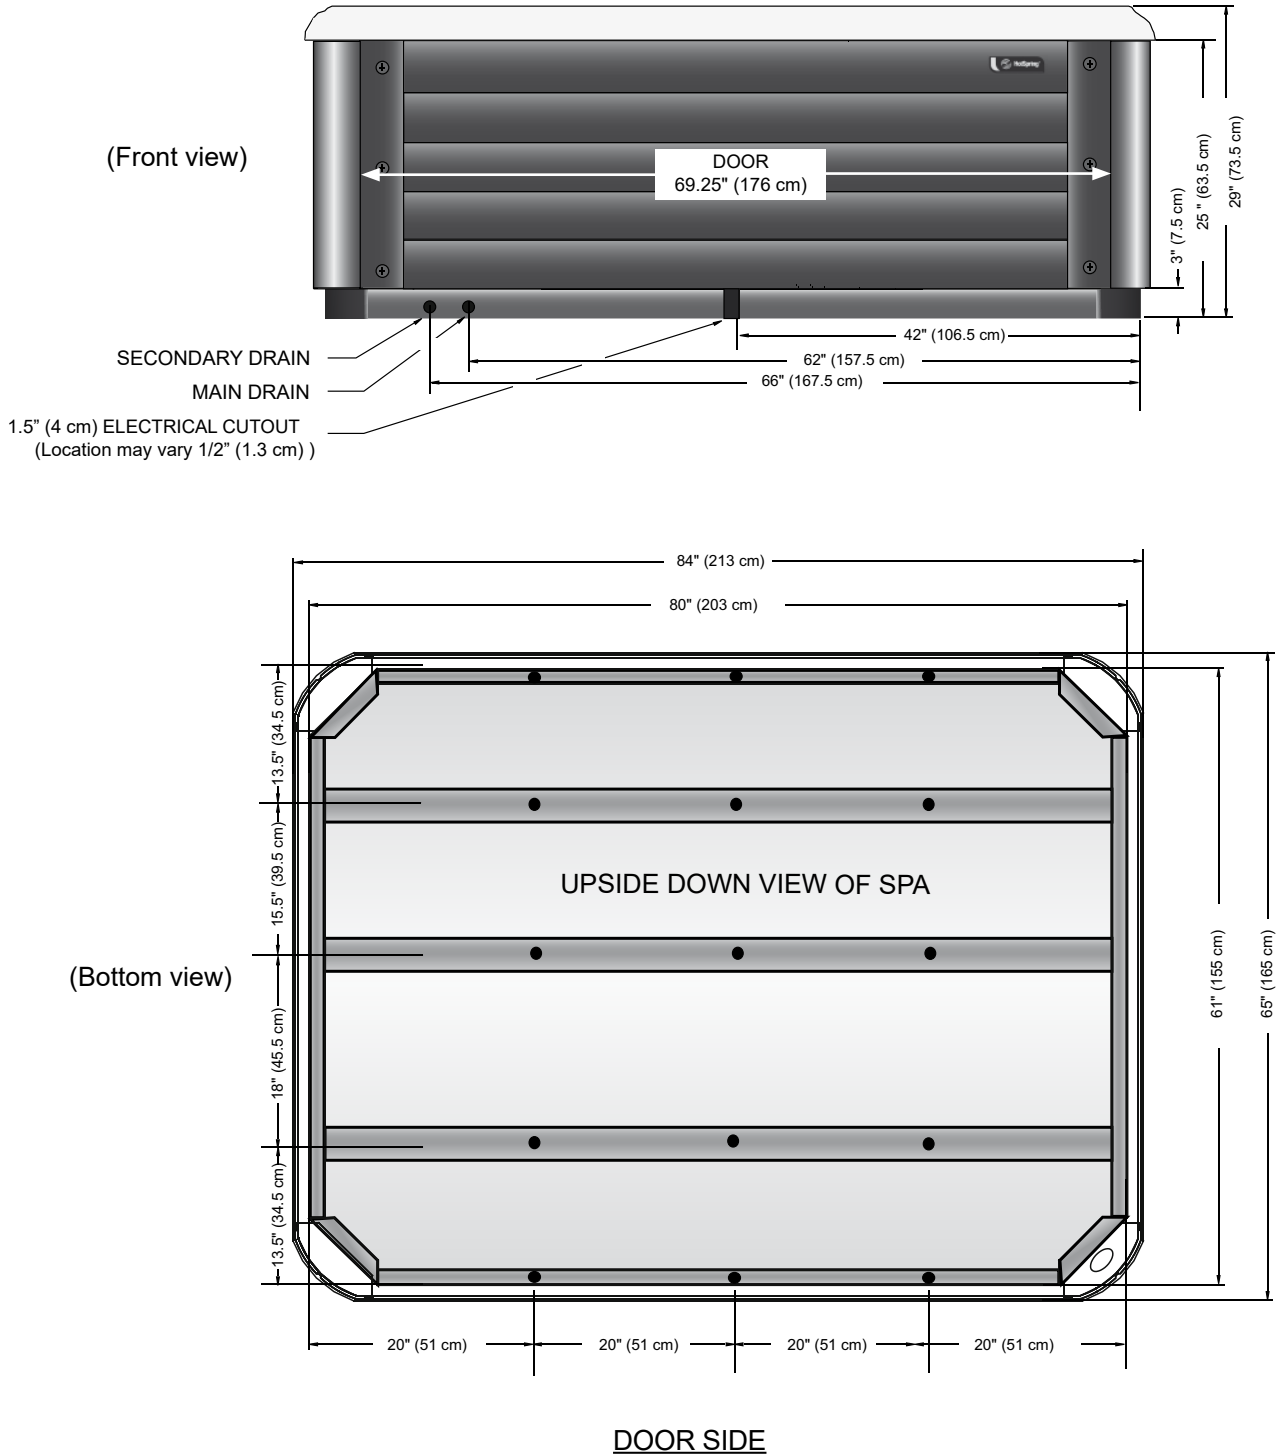 HotSpring
(Front view)
DOOR
69.25" (176 cm)
3" (7.5 cm)
25 " (63.5 cm)
29" (73.5 cm)
42" (106.5 cm)
SECONDARY DRAIN
62" (157.5 cm)
66" (167.5 cm)
MAIN DRAIN
1.5” (4 cm) ELECTRICAL CUTOUT
(Location may vary 1/2” (1.3 cm) )
84" (213 cm)
80" (203 cm)
13.5" (34.5 cm)
15.5" (39.5 cm)
UPSIDE DOWN VIEW OF SPA
(Bottom view)
61" (155 cm)
65" (165 cm)
18" (45.5 cm)
13.5" (34.5 cm)
20" (51 cm)
20" (51 cm)
20" (51 cm)
20" (51 cm)
DOOR SIDE